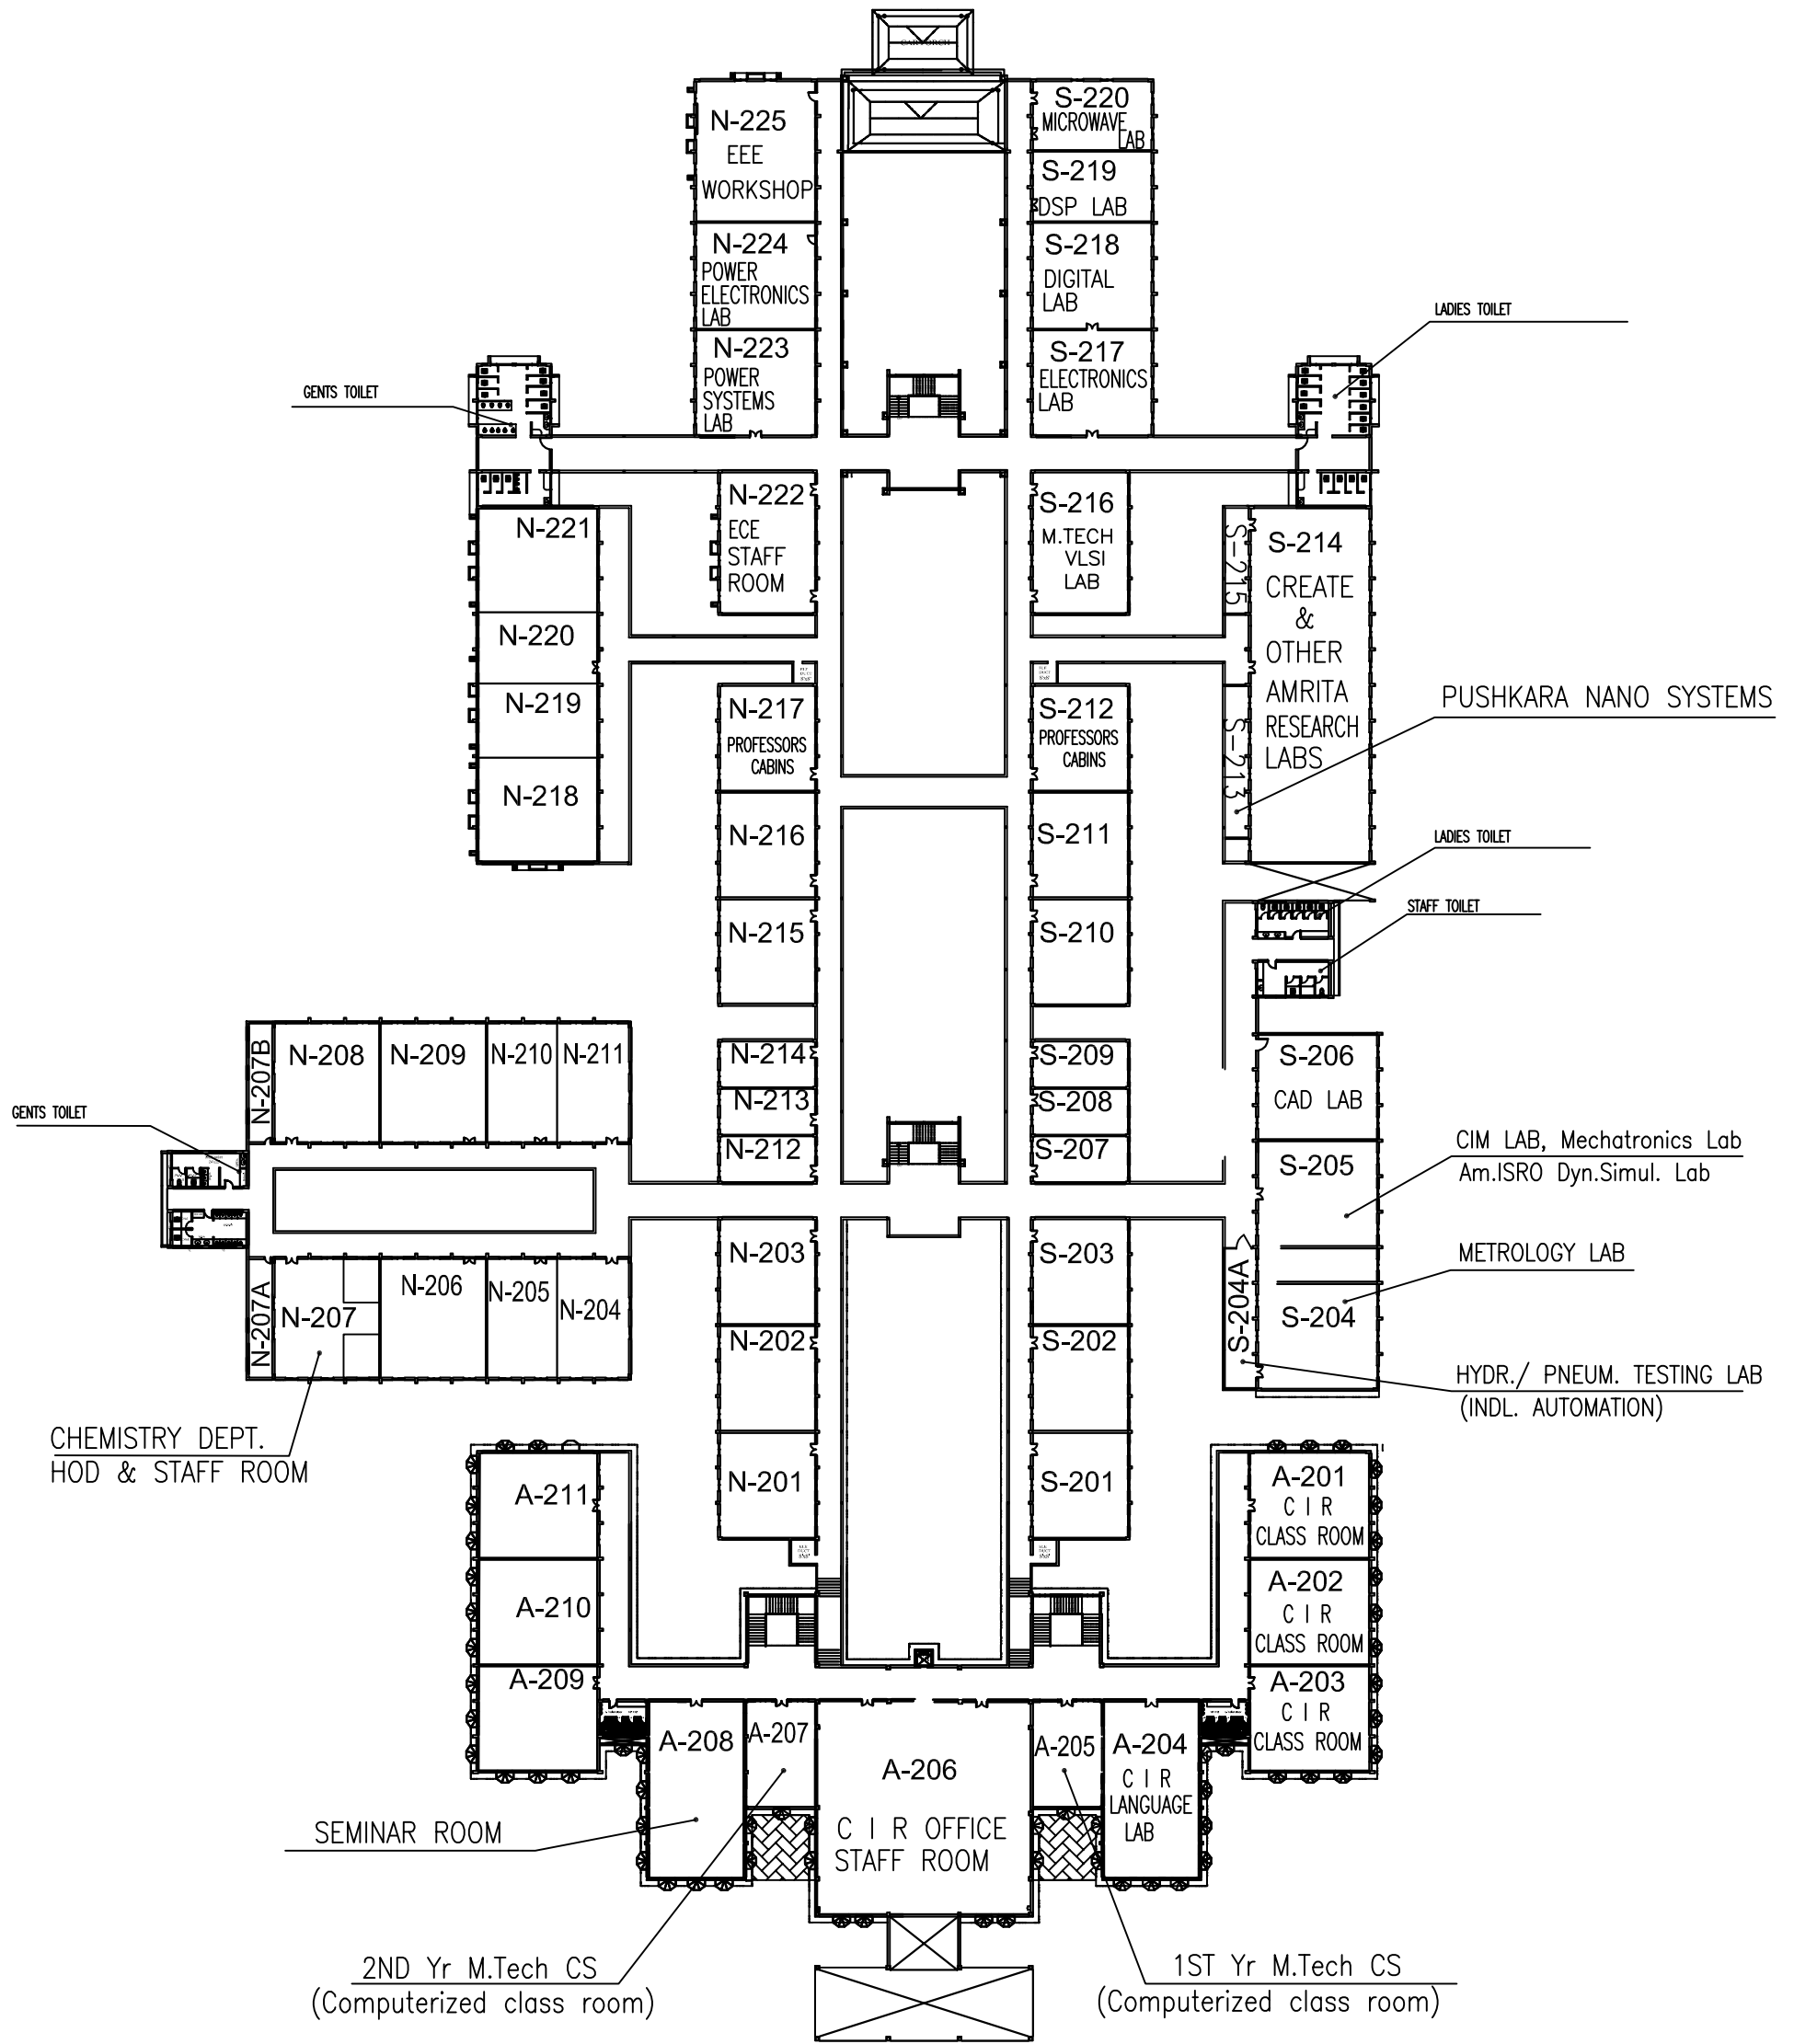 N-225
EEE
WORKSHOP
S-220
MICROWAVE
LAB
S-219
DSP LAB
N-224
POWER
ELECTRONICS
LAB
S-218
DIGITAL
LAB
N-223
POWER
SYSTEMS
LAB
S-217
ELECTRONICS
LAB
LADIES TOILET
GENTS TOILET
N-222
ECE
STAFF
ROOM
S-216
M.TECH
VLSI
LAB
N-221
N-220
N-219
N-218
S-215
S-214
CREATE
&
OTHER
AMRITA
RESEARCH
LABS
S-213
PUSHKARA NANO SYSTEMS
N-217
PROFESSORS
CABINS
S-212
PROFESSORS
CABINS
N-216
S-211
N-215
S-210
LADIES TOILET
STAFF TOILET
N-207B
N-208
N-209
N-210
N-211
N-214
N-213
N-212
S-209
S-208
S-207
S-206
CAD LAB
GENTS TOILET
S-205
CIM LAB, Mechatronics Lab
Am.ISRO Dyn.Simul. Lab
N-207A
N-207
N-206
N-205
N-204
N-203
S-203
S-204A
METROLOGY LAB
S-204
N-202
S-202
HYDR./ PNEUM. TESTING LAB
(INDL. AUTOMATION)
CHEMISTRY DEPT.
HOD & STAFF ROOM
N-201
S-201
A-211
A-210
A-209
A-201
C I R
CLASS ROOM
A-202
C I R
CLASS ROOM
A-203
C I R
CLASS ROOM
A-208
A-207
A-206
C I R OFFICE
STAFF ROOM
A-205
A-204
C I R
LANGUAGE
LAB
SEMINAR ROOM
2ND Yr M.Tech CS
(Computerized class room)
1ST Yr M.Tech CS
(Computerized class room)